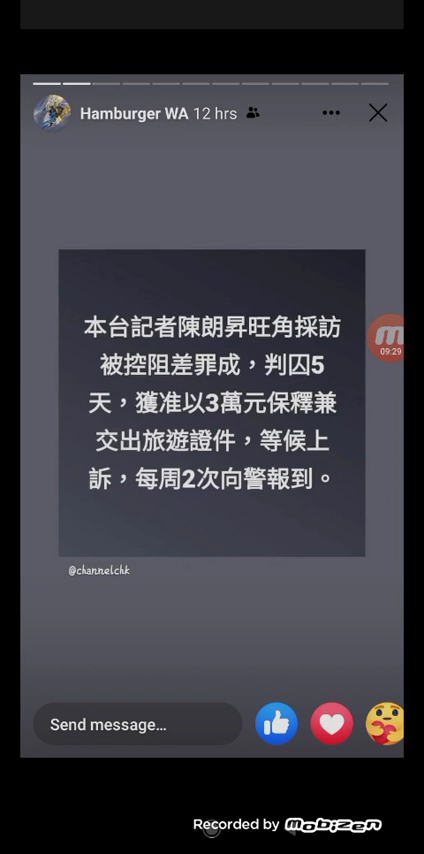 Hamburger WA 12 hrs
09:29
本台記者陳朗昇旺角採訪
被控阻差罪成，判囚5
天，獲准以3萬元保釋兼
交出旅遊證件，等候上
訴，每周2次向警報到。
@channelchk
Send message...
Recorded by mobizen